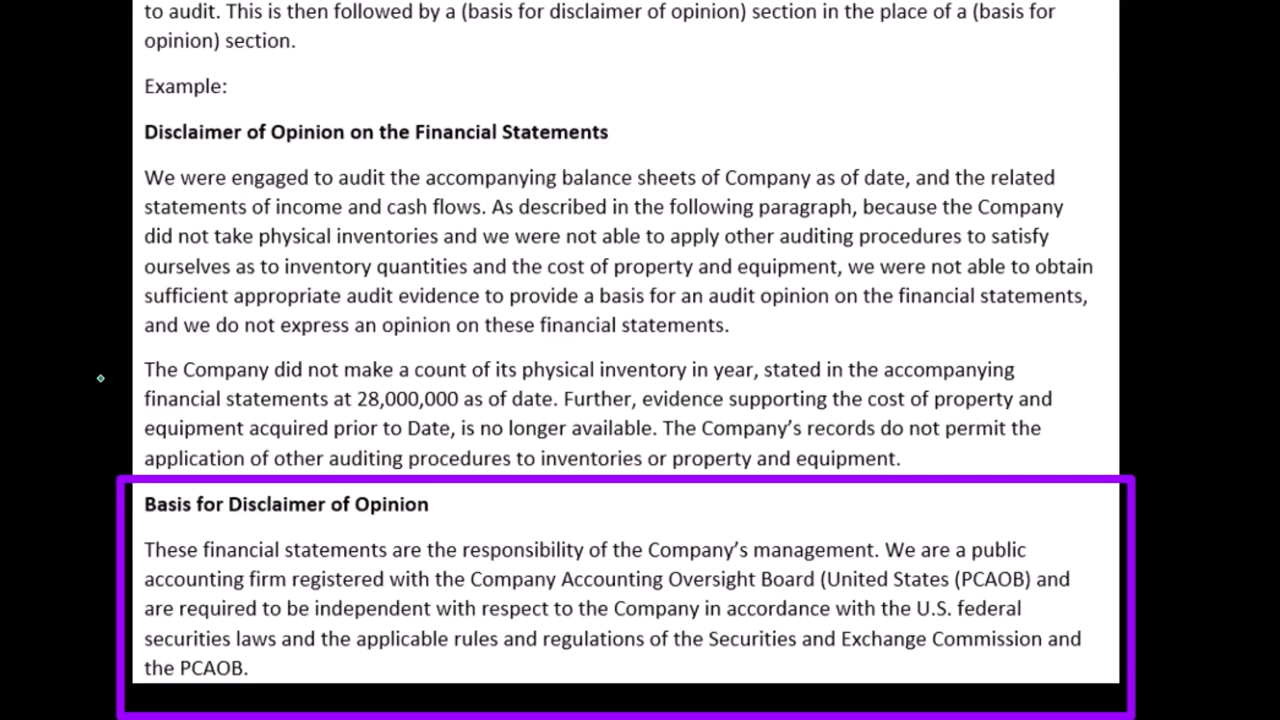 to audit. This is then followed by a (basis for disclaimer of opinion) section in the place of a (basis for
opinion) section.
Example:
Disclaimer of Opinion on the Financial Statements
We were engaged to audit the accompanying balance sheets of Company as of date, and the related
statements of income and cash flows. As described in the following paragraph, because the Company
did not take physical inventories and we were not able to apply other auditing procedures to satisfy
ourselves as to inventory quantities and the cost of property and equipment, we were not able to obtain
sufficient appropriate audit evidence to provide a basis for an audit opinion on the financial statements,
and we do not express an opinion on these financial statements.
The Company did not make a count of its physical inventory in year, stated in the accompanying
financial statements at 28,000,000 as of date. Further, evidence supporting the cost of property and
equipment acquired prior to Date, is no longer available. The Company’s records do not permit the
application of other auditing procedures to inventories or property and equipment.
Basis for Disclaimer of Opinion
These financial statements are the responsibility of the Company’s management. We are a public
accounting firm registered with the Company Accounting Oversight Board (United States (PCAOB) and
are required to be independent with respect to the Company in accordance with the U.S. federal
securities laws and the applicable rules and regulations of the Securities and Exchange Commission and
the PCAOB.